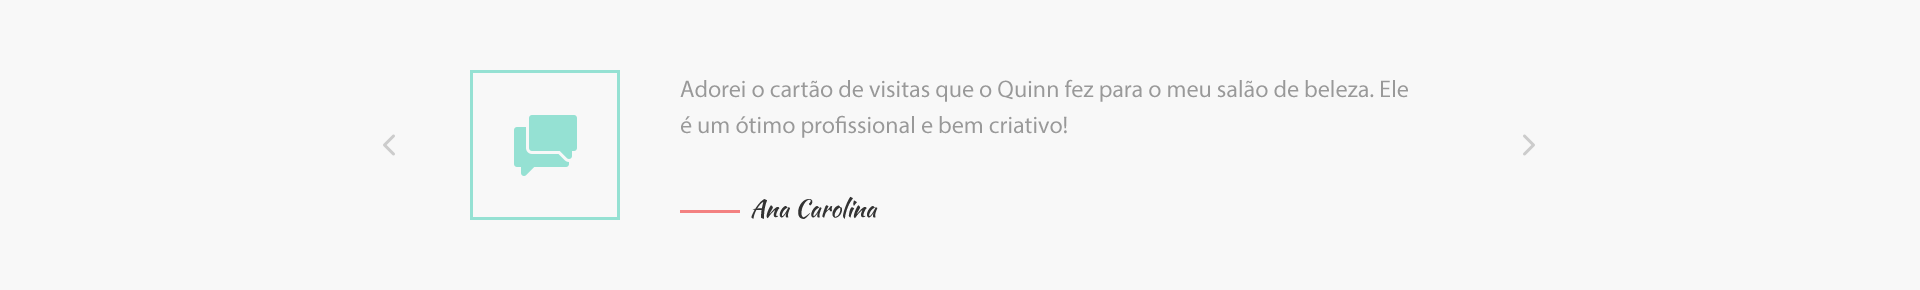 Adorei o cartão de visitas que o Quinn fez para o meu salão de beleza. Ele
é um ótimo profissional e bem criativo!
Ana Carolina